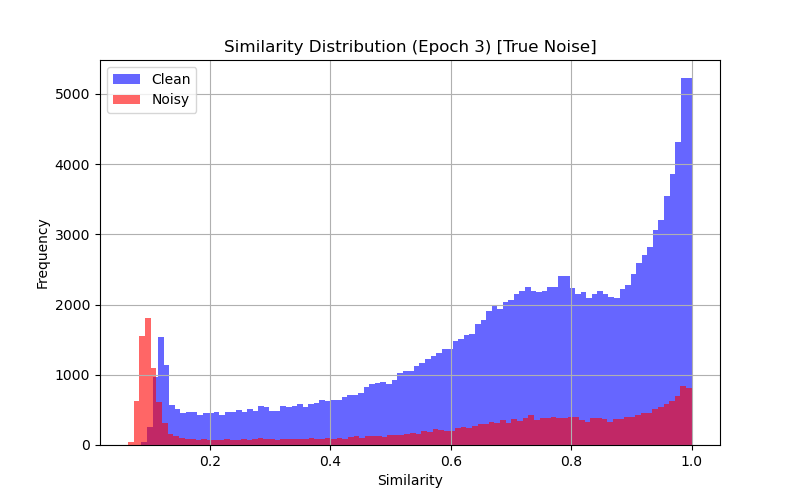 Similarity Distribution (Epoch 3) [True Noise]
Clean
Noisy
Frequency
5000
4000
3000
2000
1000
0
0.2
0.4
0.6
0.8
1.0
Similarity